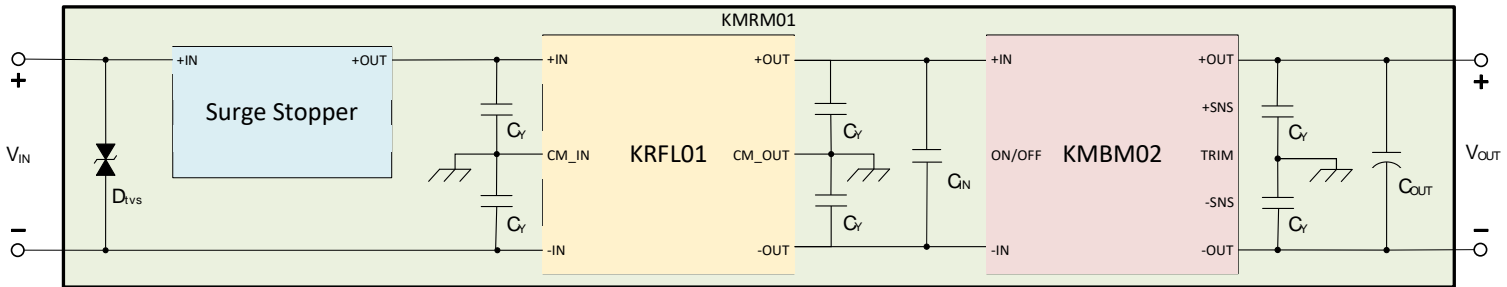 KMRM01
+IN
+OUT
Surge Stopper
+
VIN
−
Dtvs
CY
CY
+IN
+OUT
CM_IN
KRFL01
CM_OUT
-IN
-OUT
CY
CY
CIN
+IN
+OUT
+SNS
ON/OFF
KMBM02
TRIM
-SNS
-IN
-OUT
CY
CY
COUT
+
VOUT
−